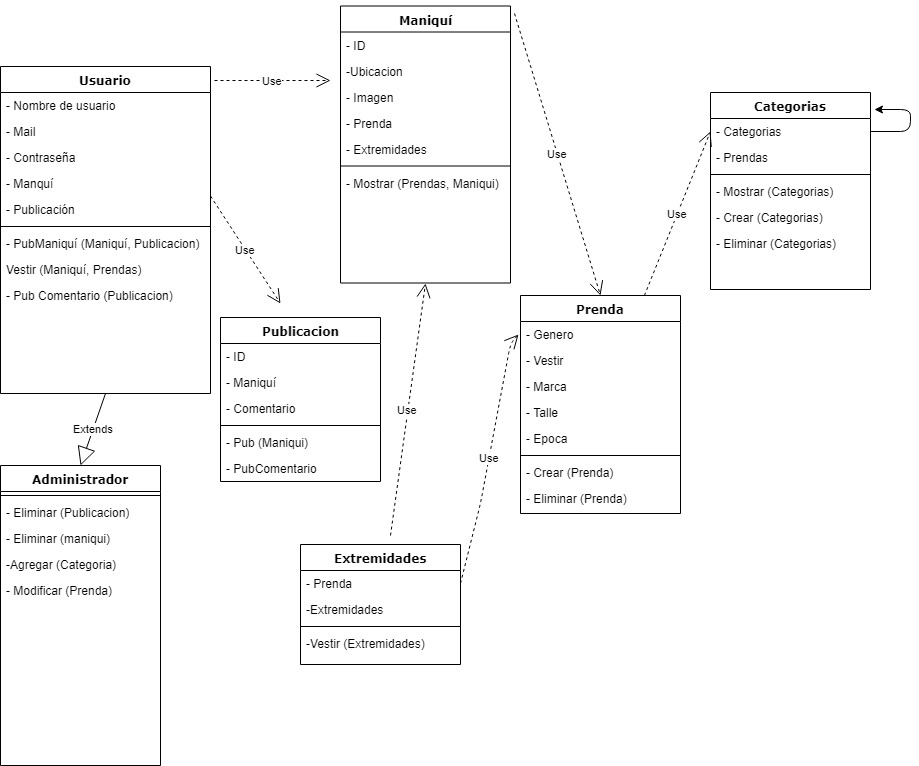 Usuario
- Nombre de usuario
- Mail
- Contraseña
- Manquí
- Publicación
- PubManiquí (Maniquí, Publicacion)
Vestir (Maniquí, Prendas)
- Pub Comentario (Publicacion)
Use
Use
Extends
Administrador
- Eliminar (Publicacion)
- Eliminar (maniqui)
-Agregar (Categoria)
- Modificar (Prenda)
Maniquí
- ID
-Ubicacion
- Imagen
- Prenda
- Extremidades
- Mostrar (Prendas, Maniqui)
Use
Publicacion
- ID
- Maniquí
- Comentario
- Pub (Maniqui)
- PubComentario
Use
Use
Extremidades
- Prenda
-Extremidades
-Vestir (Extremidades)
Prenda
- Genero
- Vestir
- Marca
- Talle
- Epoca
- Crear (Prenda)
- Eliminar (Prenda)
Use
Categorias
- Categorias
- Prendas
- Mostrar (Categorias)
- Crear (Categorias)
- Eliminar (Categorias)